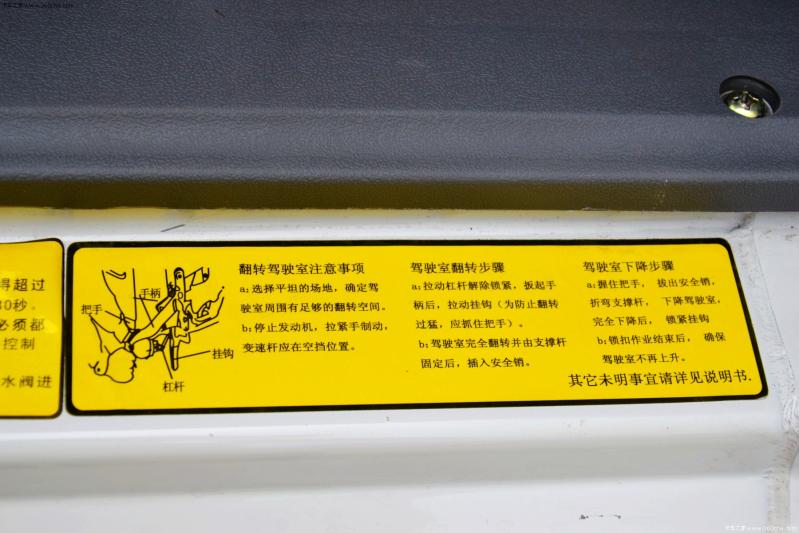 得超过
0秒。
必须都
控制
水阀进
手柄
把手
挂钩
杠杆
翻转驾驶室注意事项
a:选择平坦的场地，确定驾
驶室周围有足够的翻转空间。
b:停止发动机，拉紧手制动，
变速杆应在空挡位置。
驾驶室翻转步骤
a:拉动杠杆解除锁紧，扳起手
柄后，拉动挂钩（为防止翻转
过猛，应抓住把手）。
b:驾驶室完全翻转并由支撑杆
固定后，插入安全销。
驾驶室下降步骤
a:握住把手，拔出安全销，
折弯支撑杆，下降驾驶室，
完全下降后，锁紧挂钩
b:锁扣作业结束后，确保
驾驶室不再上升。
其它未明事宜请详见说明书.